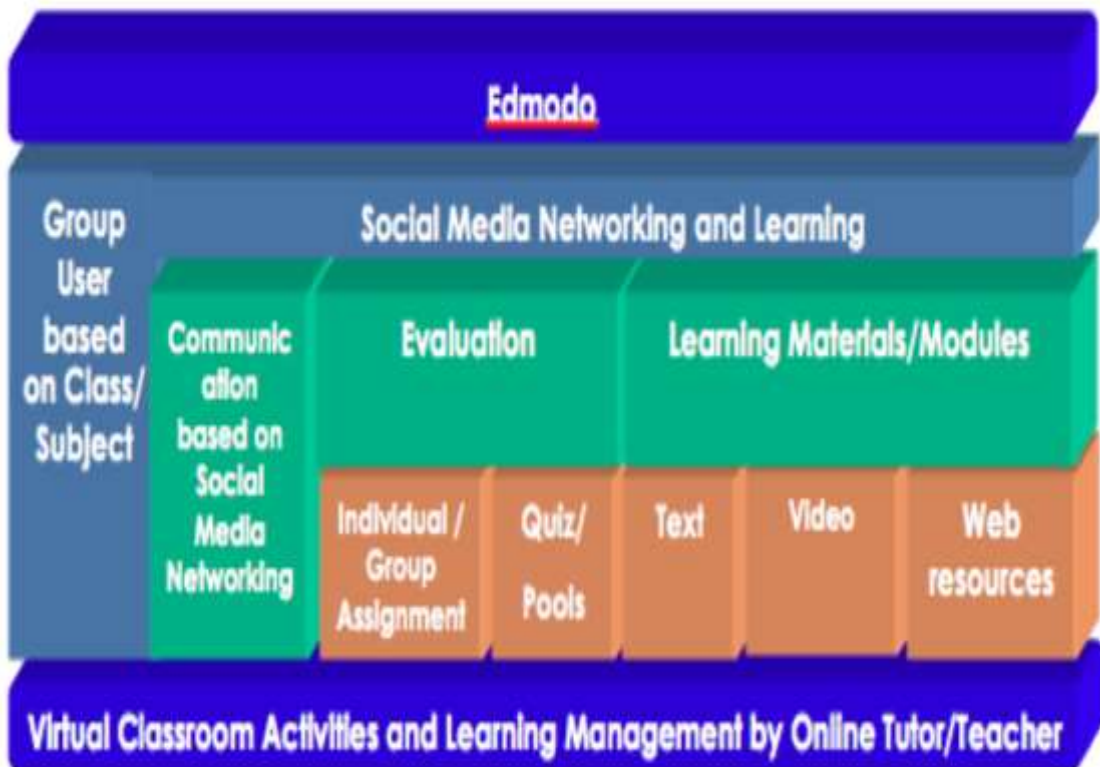 Edmodo
Group
User
based
on Class/
Subject
Social Media Networking and Learning
Communic
ation
based on
Social
Media
Networking
Evaluation
Learning Materials/Modules
Individual /
Group
Assignment
Quiz/
Pools
Text
Video
Web
resources
Virtual Classroom Activities and Learning Management by Online Tutor/Teacher